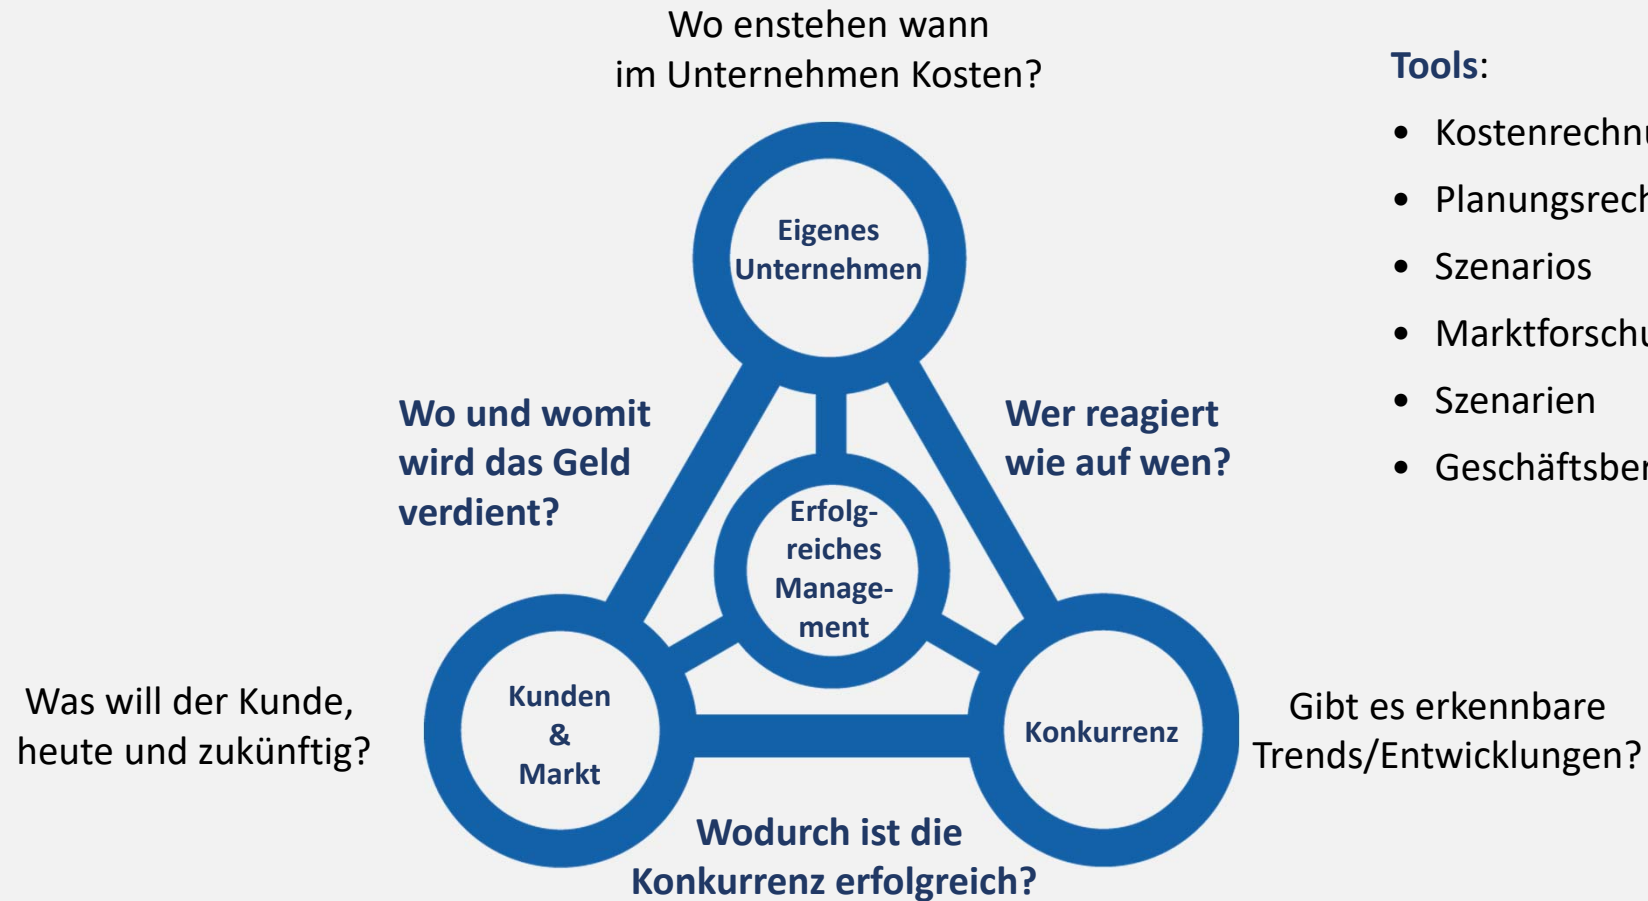 Wo enstehen wann
im Unternehmen Kosten?
Tools:
• Szenarios
• Szenarien
Eigenes
Unternehmen
Wo und womit
wird das Geld
verdient?
Wer reagiert
wie auf wen?
Erfolg-
reiches
Manage-
ment
Was will der Kunde,
heute und zukünftig?
Kunden
&
Markt
Konkurrenz
Gibt es erkennbare
Trends/Entwicklungen?
Wodurch ist die
Konkurrenz erfolgreich?